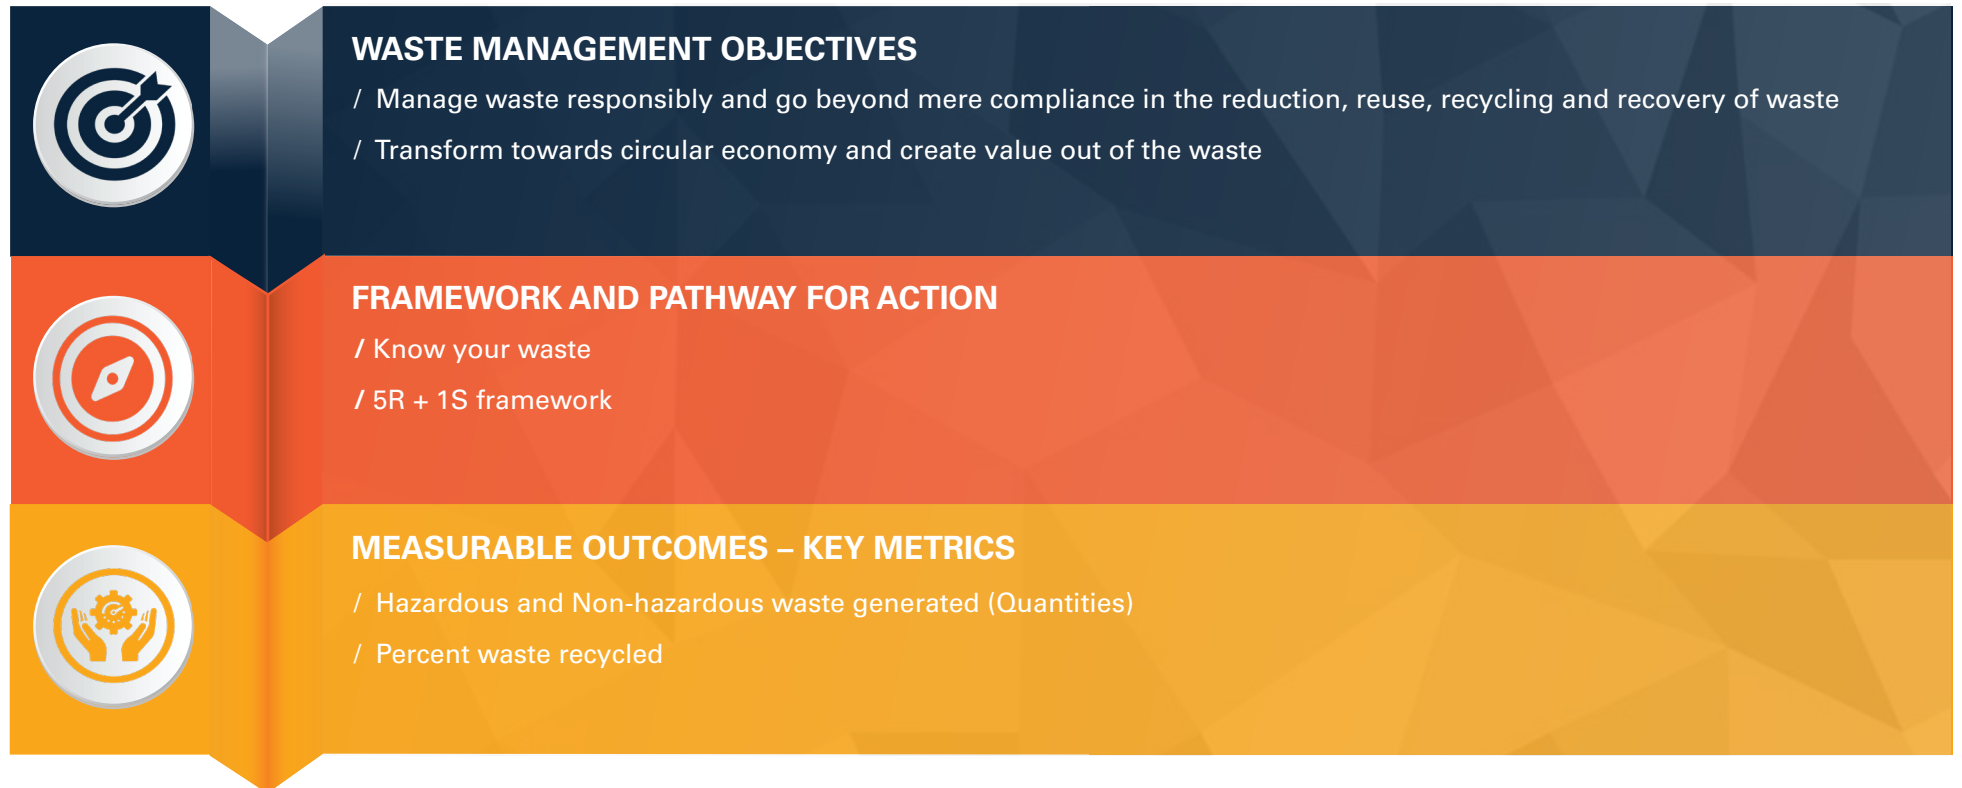 WASTE MANAGEMENT OBJECTIVES
/ Manage waste responsibly and go beyond mere compliance in the reduction, reuse, recycling and recovery of waste
/ Transform towards circular economy and create value out of the waste
FRAMEWORK AND PATHWAY FOR ACTION
/ Know your waste
/ 5R + 1S framework
MEASURABLE OUTCOMES – KEY METRICS
/ Hazardous and Non-hazardous waste generated (Quantities)
/ Percent waste recycled